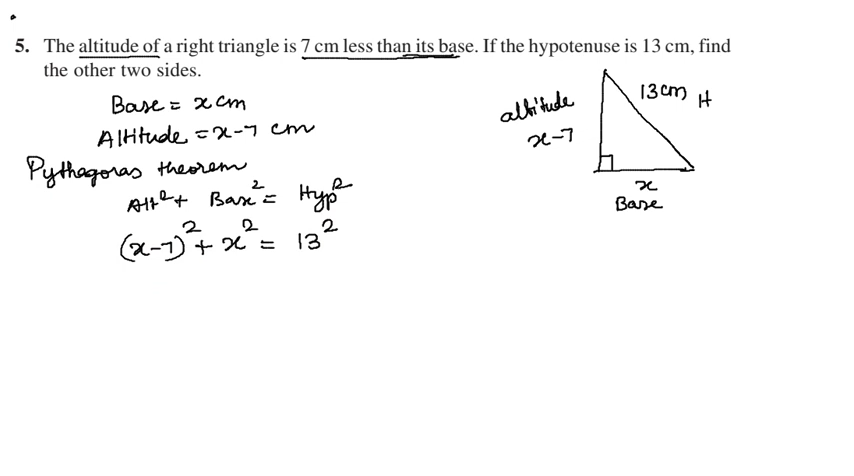 5. The altitude of a right triangle is 7 cm less than its base. If the hypotenuse is 13 cm, find
the other two sides.
Base = x cm
Altitude = x-7 cm
Pythagoras theorem
Alt² + Base² = Hyp²
(x-7)² + x² = 13²
altitude
x-7
13cm H
x
Base